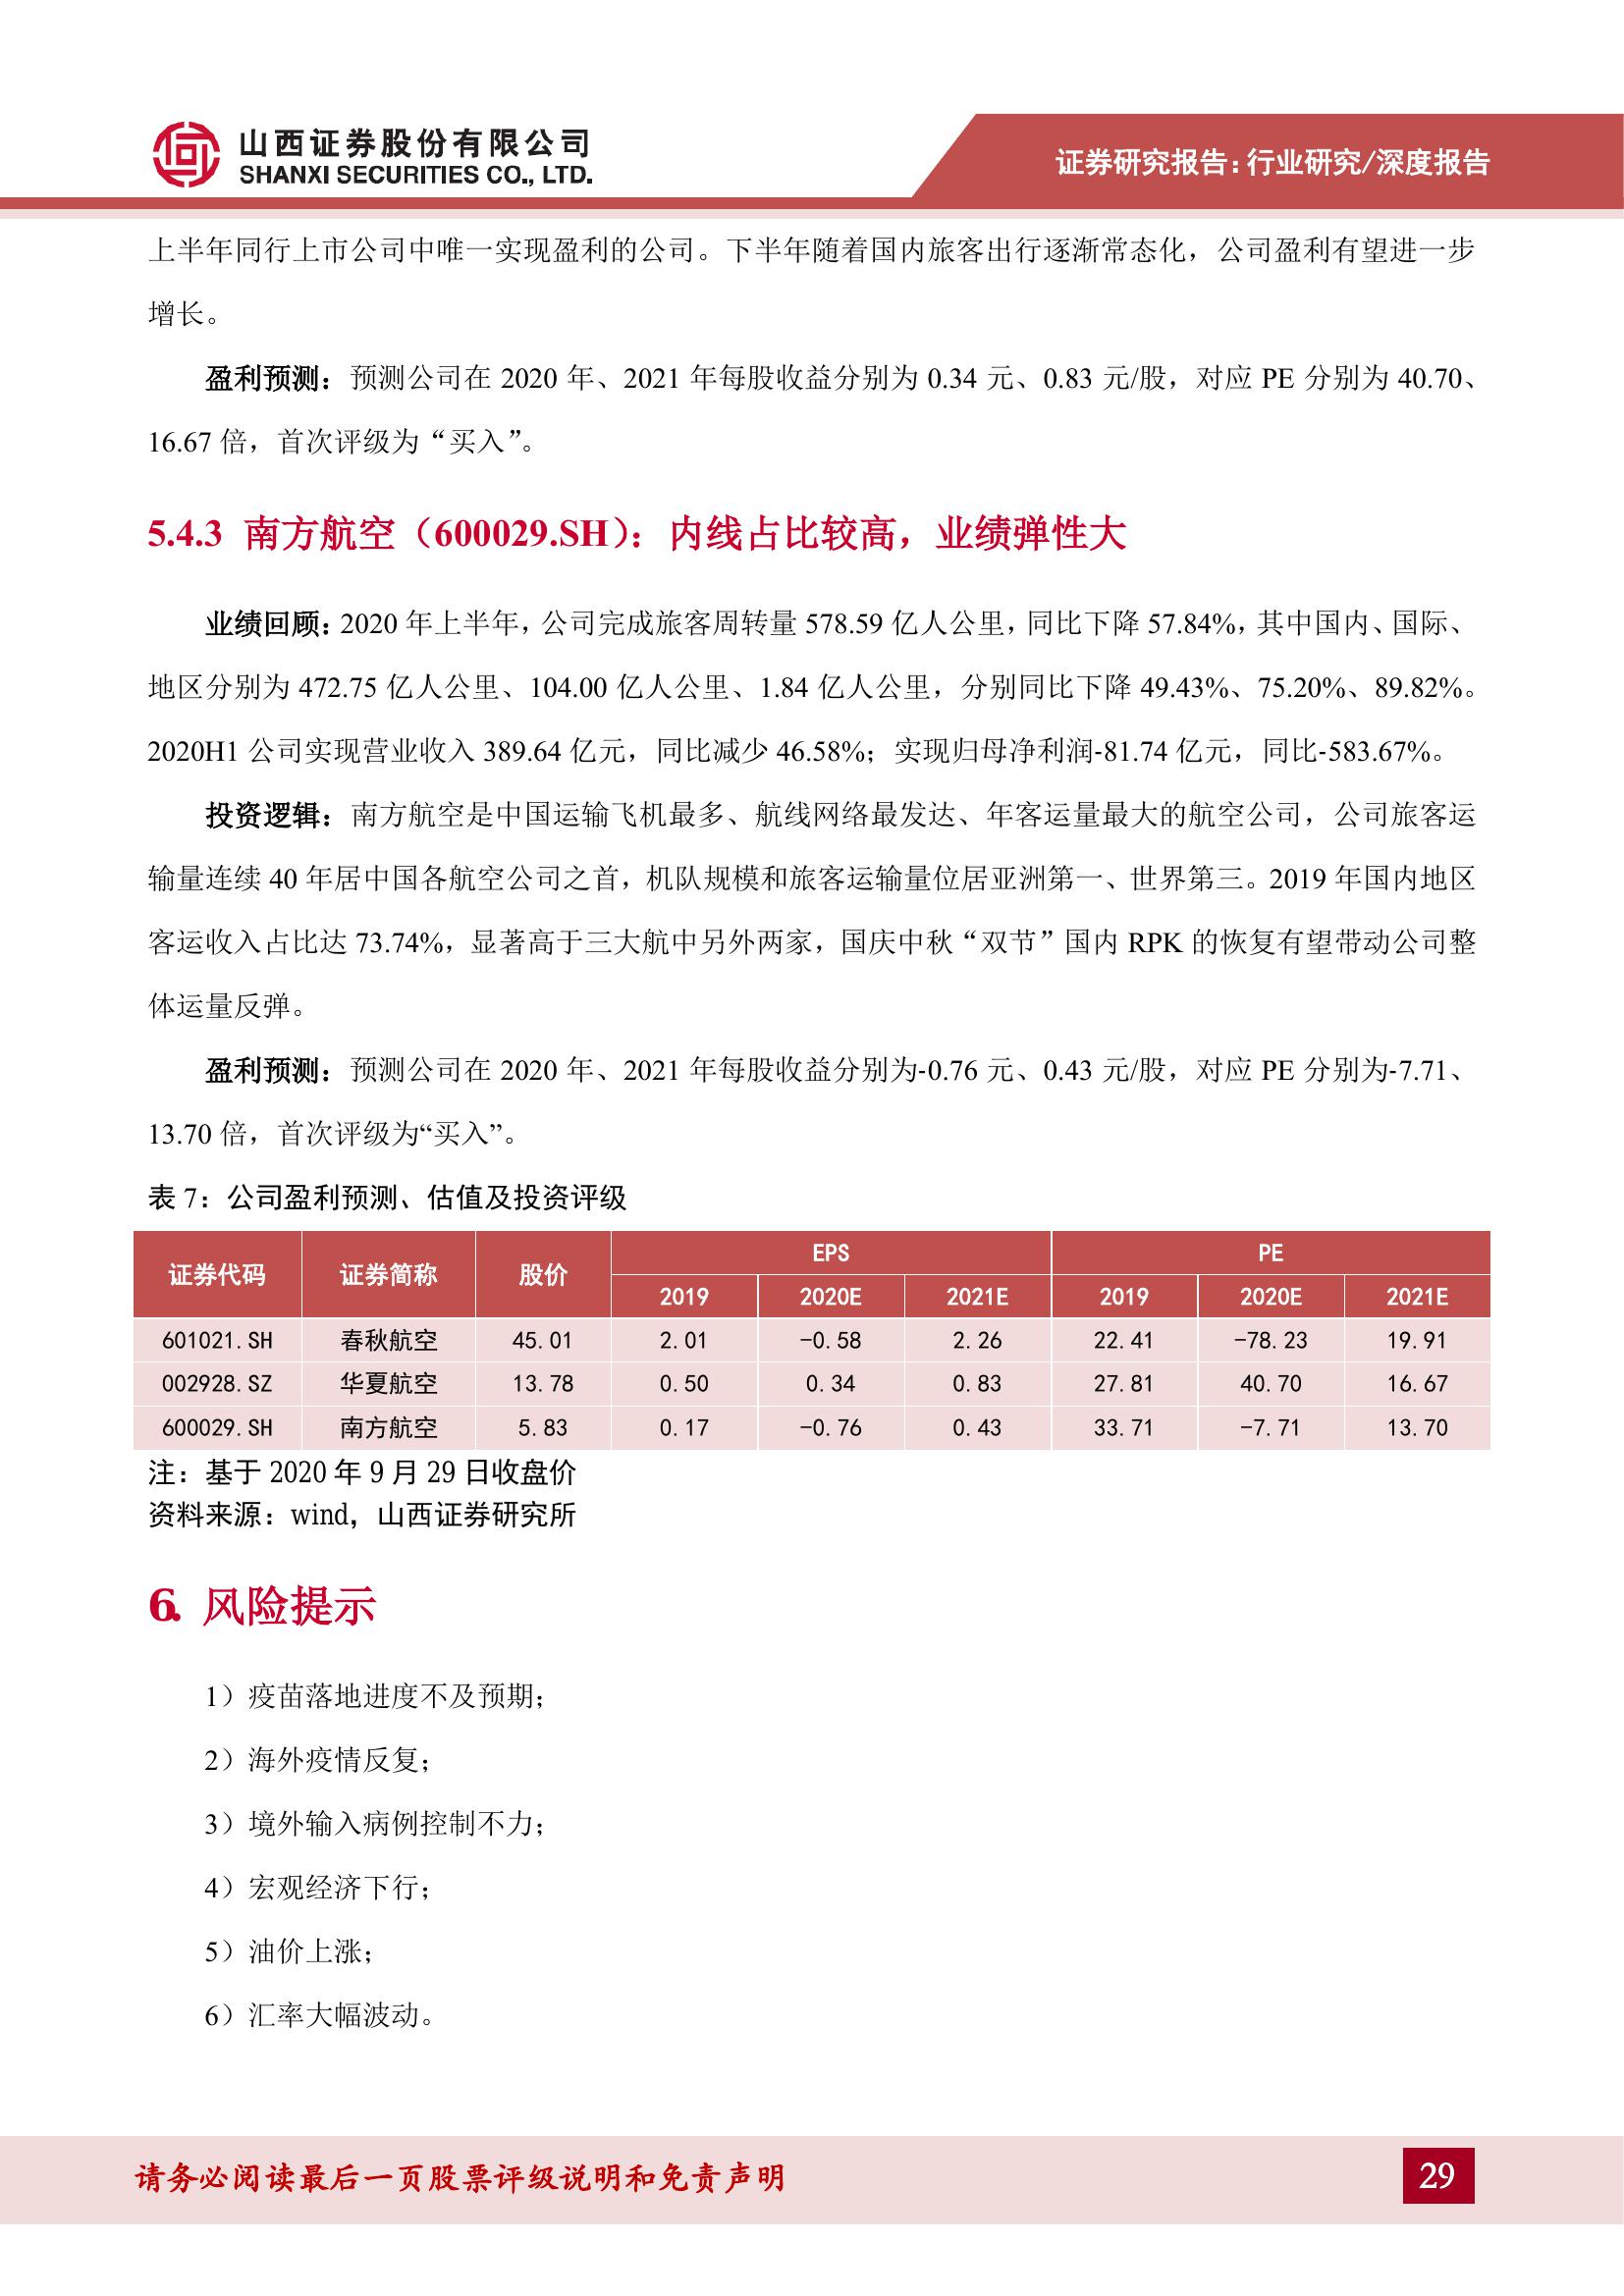 山西证券股份有限公司
SHANXI SECURITIES CO., LTD.
证券研究报告：行业研究/深度报告
上半年同行上市公司中唯一实现盈利的公司。下半年随着国内旅客出行逐渐常态化，公司盈利有望进一步
增长。
盈利预测：预测公司在 2020 年、2021 年每股收益分别为 0.34 元、0.83 元/股，对应 PE 分别为 40.70、
16.67 倍，首次评级为“买入”。
5.4.3 南方航空（600029.SH）：内线占比较高，业绩弹性大
业绩回顾：2020 年上半年，公司完成旅客周转量 578.59 亿人公里，同比下降 57.84%，其中国内、国际、
地区分别为 472.75 亿人公里、104.00 亿人公里、1.84 亿人公里，分别同比下降 49.43%、75.20%、89.82%。
2020H1 公司实现营业收入 389.64 亿元，同比减少 46.58%；实现归母净利润-81.74 亿元，同比-583.67%。
投资逻辑：南方航空是中国运输飞机最多、航线网络最发达、年客运量最大的航空公司，公司旅客运
输量连续 40 年居中国各航空公司之首，机队规模和旅客运输量位居亚洲第一、世界第三。2019 年国内地区
客运收入占比达 73.74%，显著高于三大航中另外两家，国庆中秋“双节”国内 RPK 的恢复有望带动公司整
体运量反弹。
盈利预测：预测公司在 2020 年、2021 年每股收益分别为-0.76 元、0.43 元/股，对应 PE 分别为-7.71、
13.70 倍，首次评级为“买入”。
表 7：公司盈利预测、估值及投资评级
证券代码 证券简称 股价 EPS PE
2019 2020E 2021E 2019 2020E 2021E
601021.SH 春秋航空 45.01 2.01 -0.58 2.26 22.41 -78.23 19.91
002928.SZ 华夏航空 13.78 0.50 0.34 0.83 27.81 40.70 16.67
600029.SH 南方航空 5.83 0.17 -0.76 0.43 33.71 -7.71 13.70
注：基于 2020 年 9 月 29 日收盘价
资料来源：wind，山西证券研究所
6. 风险提示
1）疫苗落地进度不及预期；
2）海外疫情反复；
3）境外输入病例控制不力；
4）宏观经济下行；
5）油价上涨；
6）汇率大幅波动。
请务必阅读最后一页股票评级说明和免责声明
29